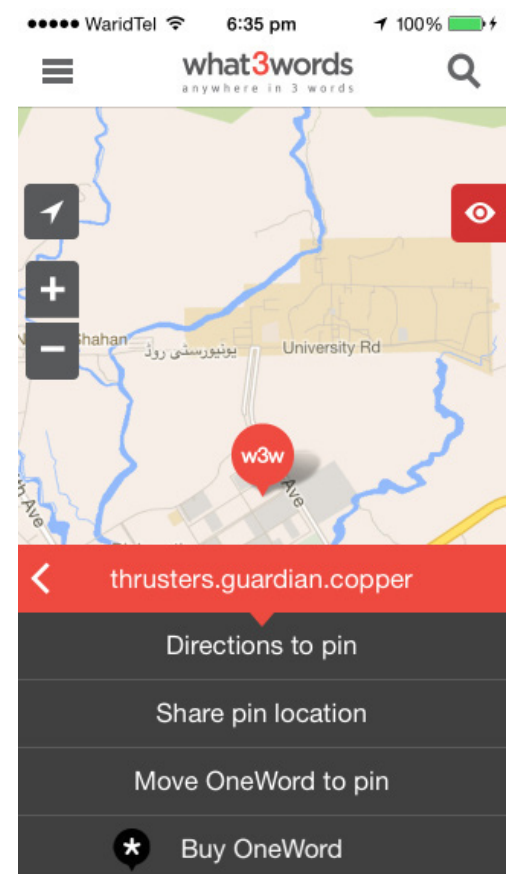 WaridTel 6:35 pm 100%
what3words
anywhere in 3 words
Shahan
یونیورسٹی روڈ University Rd
w3w
Ave
th Ave
thrusters.guardian.copper
Directions to pin
Share pin location
Move OneWord to pin
Buy OneWord